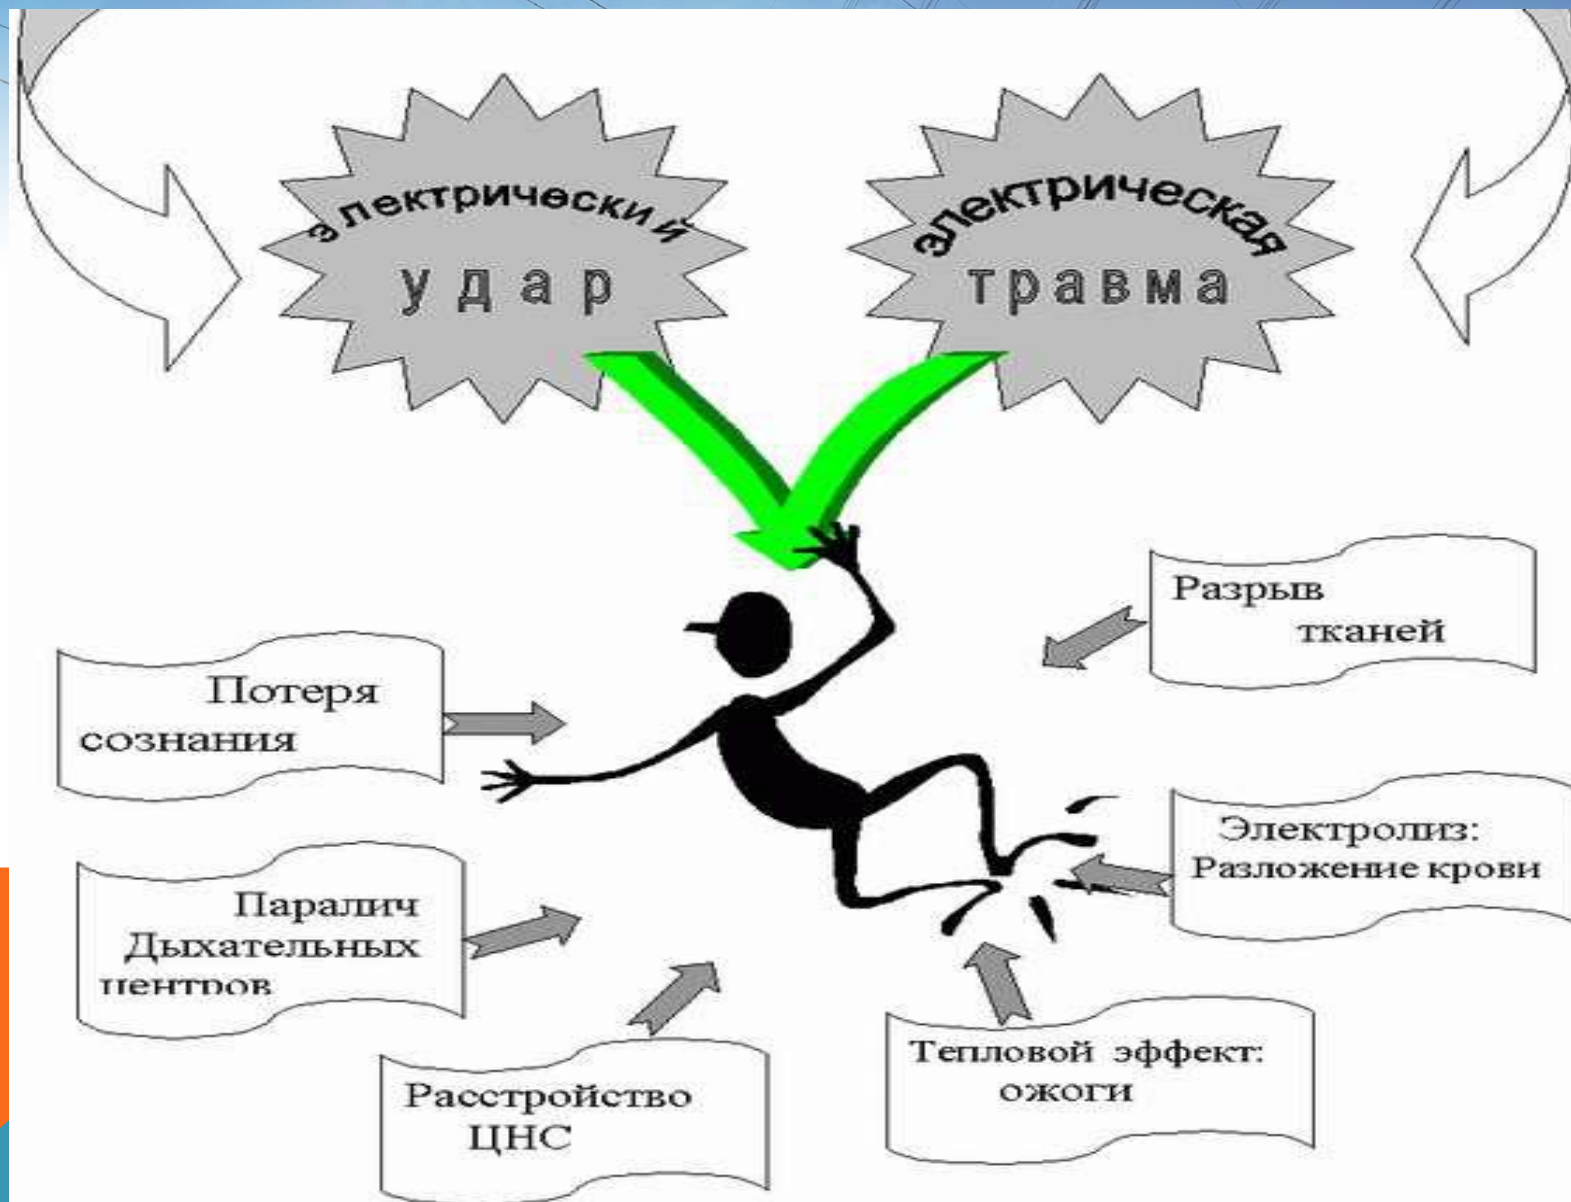 электрический
удар
электрическая
травма
Разрыв
тканей
Потеря
сознания
Электролиз:
Разложение крови
Паралич
Дыхательных
центров
Тепловой эффект:
ожоги
Расстройство
ЦНС